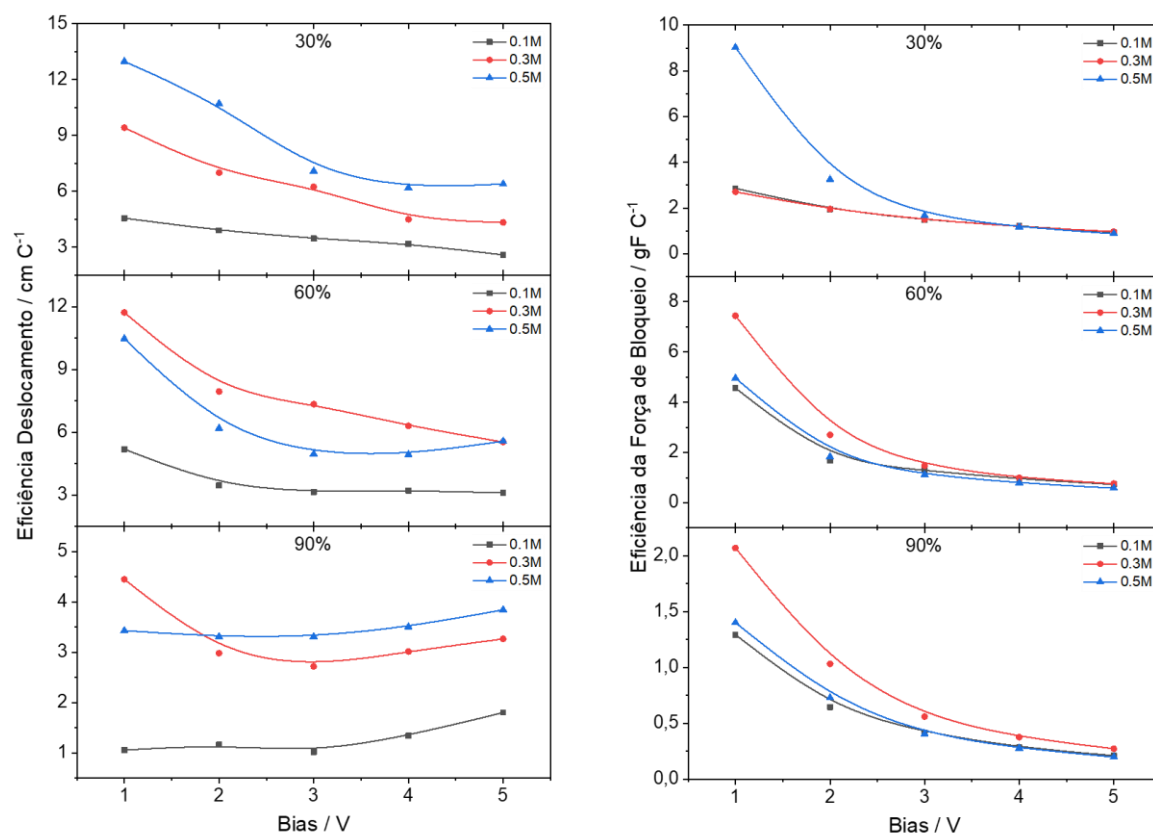 Eficiência Deslocamento / cm C⁻¹
15
12
9
6
3
30%
0.1M
0.3M
0.5M
12
9
6
3
60%
0.1M
0.3M
0.5M
5
4
3
2
1
90%
0.1M
0.3M
0.5M
1 2 3 4 5
Bias / V
Eficiência da Força de Bloqueio / gF C⁻¹
10
8
6
4
2
0
30%
0.1M
0.3M
0.5M
8
6
4
2
0
60%
0.1M
0.3M
0.5M
2,0
1,5
1,0
0,5
0,0
90%
0.1M
0.3M
0.5M
1 2 3 4 5
Bias / V